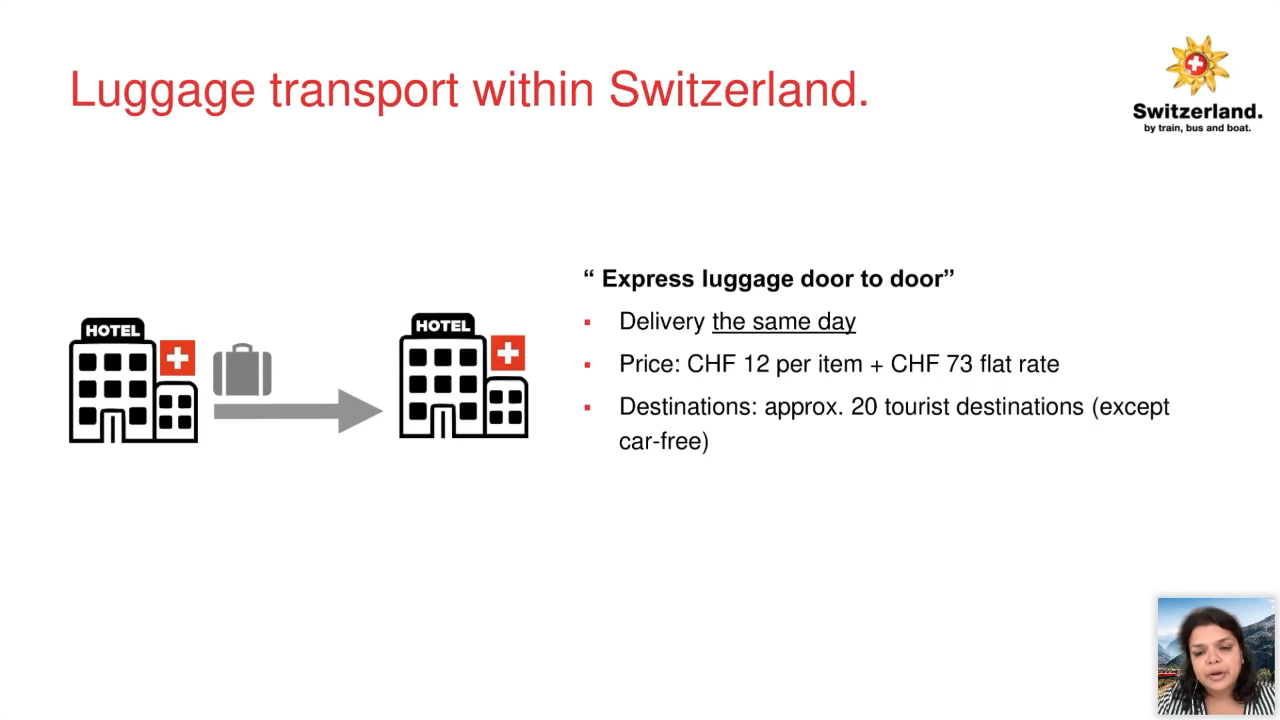 Luggage transport within Switzerland.
Switzerland.
by train, bus and boat.
“ Express luggage door to door”
▪ Delivery the same day
▪ Price: CHF 12 per item + CHF 73 flat rate
▪ Destinations: approx. 20 tourist destinations (except
car-free)
HOTEL
HOTEL